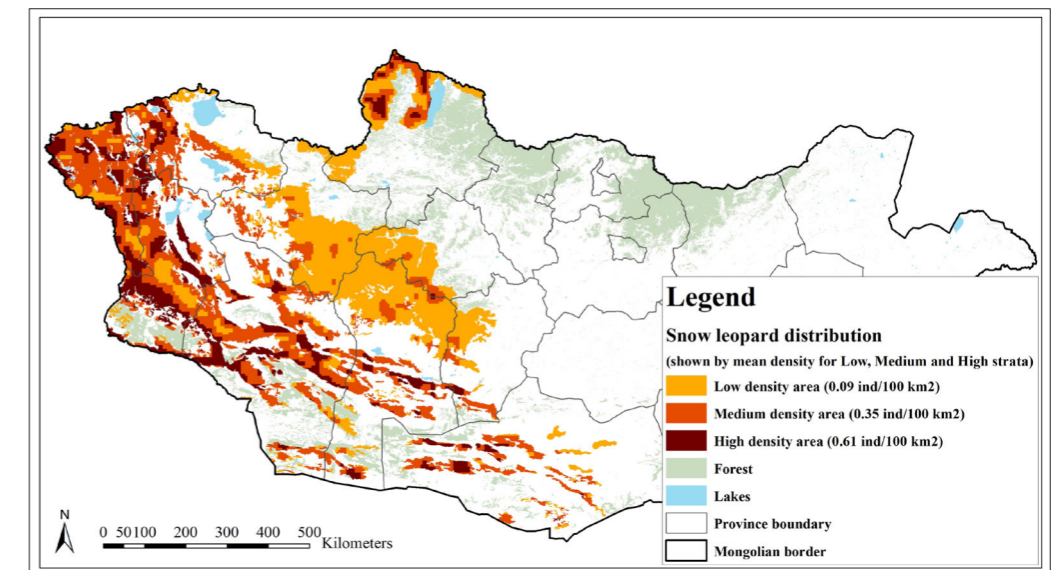 Legend
Snow leopard distribution
(shown by mean density for Low, Medium and High strata)
Low density area (0.09 ind/100 km2)
Medium density area (0.35 ind/100 km2)
High density area (0.61 ind/100 km2)
Forest
Lakes
Province boundary
Mongolian border
N
0 50100 200 300 400 500
Kilometers